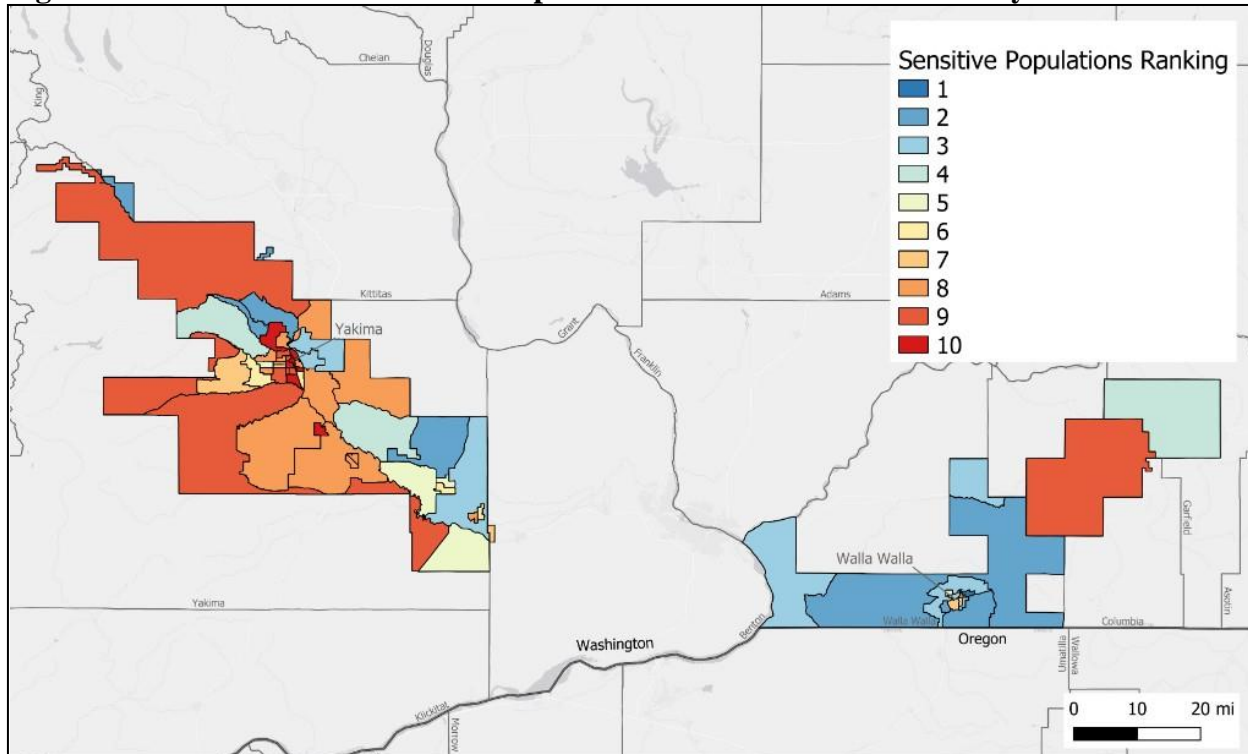 Chelan
Douglas
King
Sensitive Populations Ranking
1
2
3
4
5
6
7
8
9
10
Kittitas
Adams
Grant
Yakima
Franklin
Garfield
Asotin
Walla Walla
Yakima
Walla Walla
Columbia
Benton
Washington
Oregon
Umatilla
Wallowa
Klickitat
Morrow
0 10 20 mi